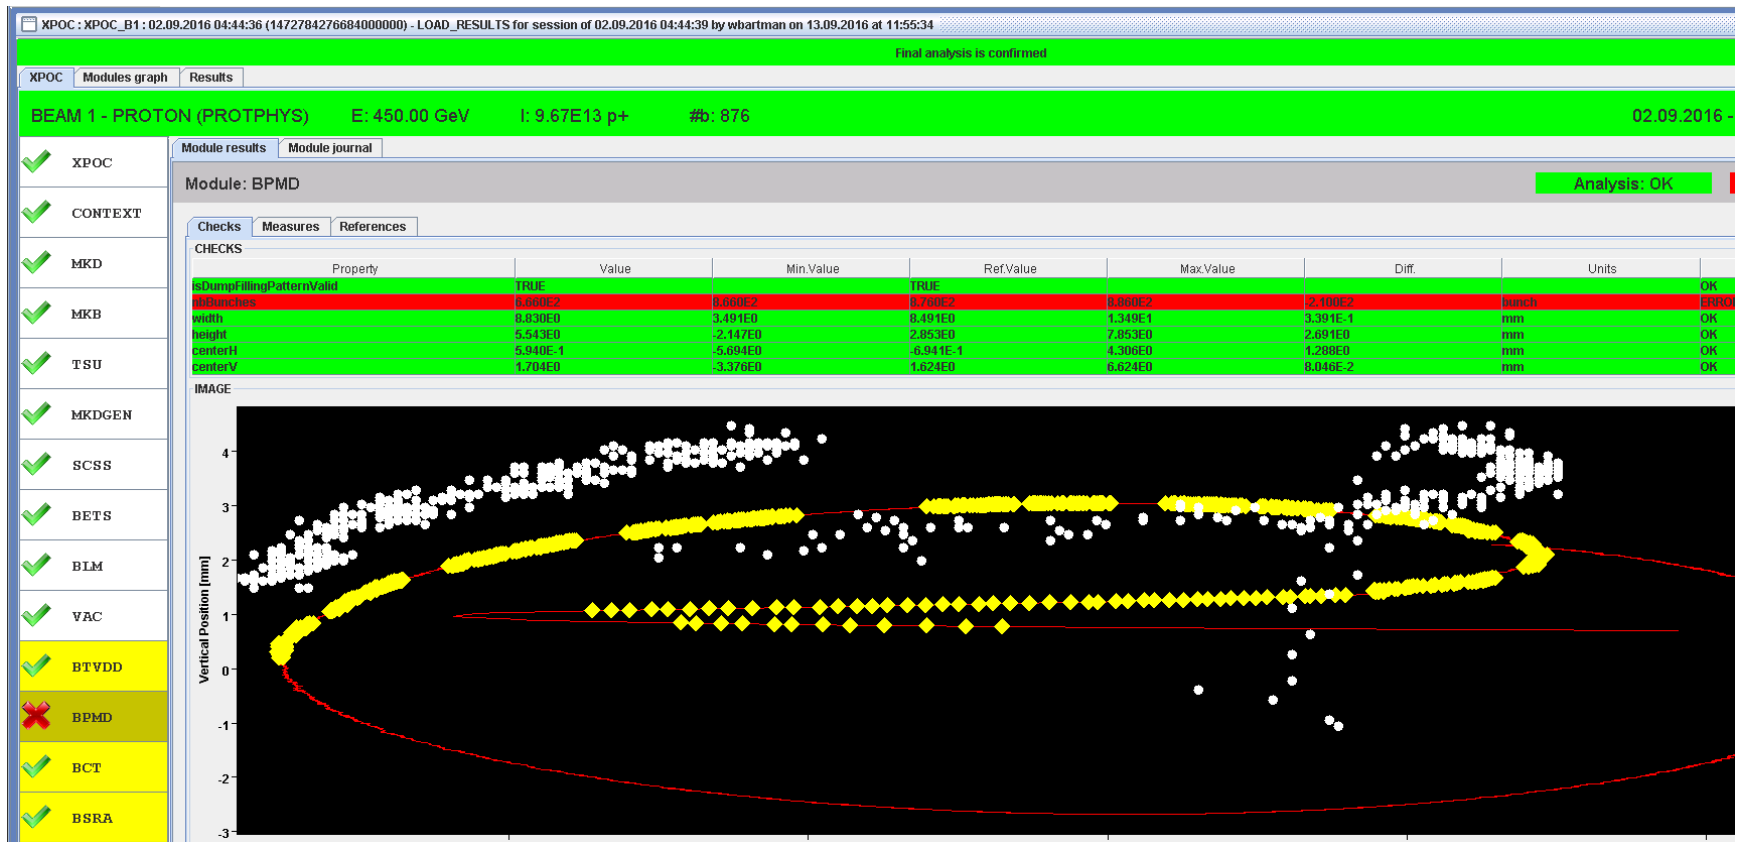 XPOC : XPOC_B1 : 02.09.2016 04:44:36 (1472784276684000000) - LOAD_RESULTS for session of 02.09.2016 04:44:39 by wbartman on 13.09.2016 at 11:55:34
Final analysis is confirmed
XPOC Modules graph Results
BEAM 1 - PROTON (PROTPHYS) E: 450.00 GeV I: 9.67E13 p+ #b: 876 02.09.2016 -
XPOC
CONTEXT
MKD
MKB
TSU
MKDGEN
SCSS
BETS
BLM
VAC
BTVDD
BPMD
BCT
BSRA
Module results Module journal
Module: BPMD Analysis: OK
Checks Measures References
CHECKS
Property Value Min.Value Ref.Value Max.Value Diff. Units
isDumpFillingPatternValid TRUE TRUE OK
nbBunches 6.660E2 8.660E2 8.760E2 8.860E2 -2.100E2 bunch ERRO
width 8.830E0 3.491E0 8.491E0 1.349E1 3.391E-1 mm OK
height 5.543E0 -2.147E0 2.853E0 7.853E0 2.691E0 mm OK
centerH 5.940E-1 -5.694E0 -6.941E-1 4.306E0 1.288E0 mm OK
centerV 1.704E0 -3.376E0 1.624E0 6.624E0 8.046E-2 mm OK
IMAGE
Vertical Position [mm]
4
3
2
1
0
-1
-2
-3